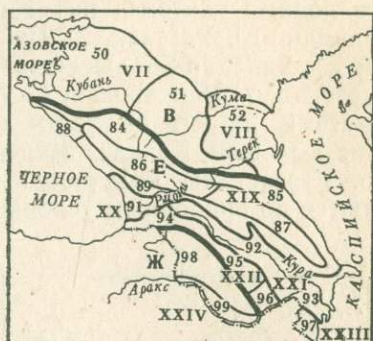 АЗОВСКОЕ
МОРЕ
50
VII
Кубань
51
В
Кума
52
VIII
Терек
КАСПИЙСКОЕ МОРЕ
88
84
86
Е
ЧЕРНОЕ
МОРЕ
89
Риони
XIX
85
XX
91
94
87
92
Кура
Ж
98
95
XXII
XXI
93
Аракс
96
99
97
XXIV
XXIII